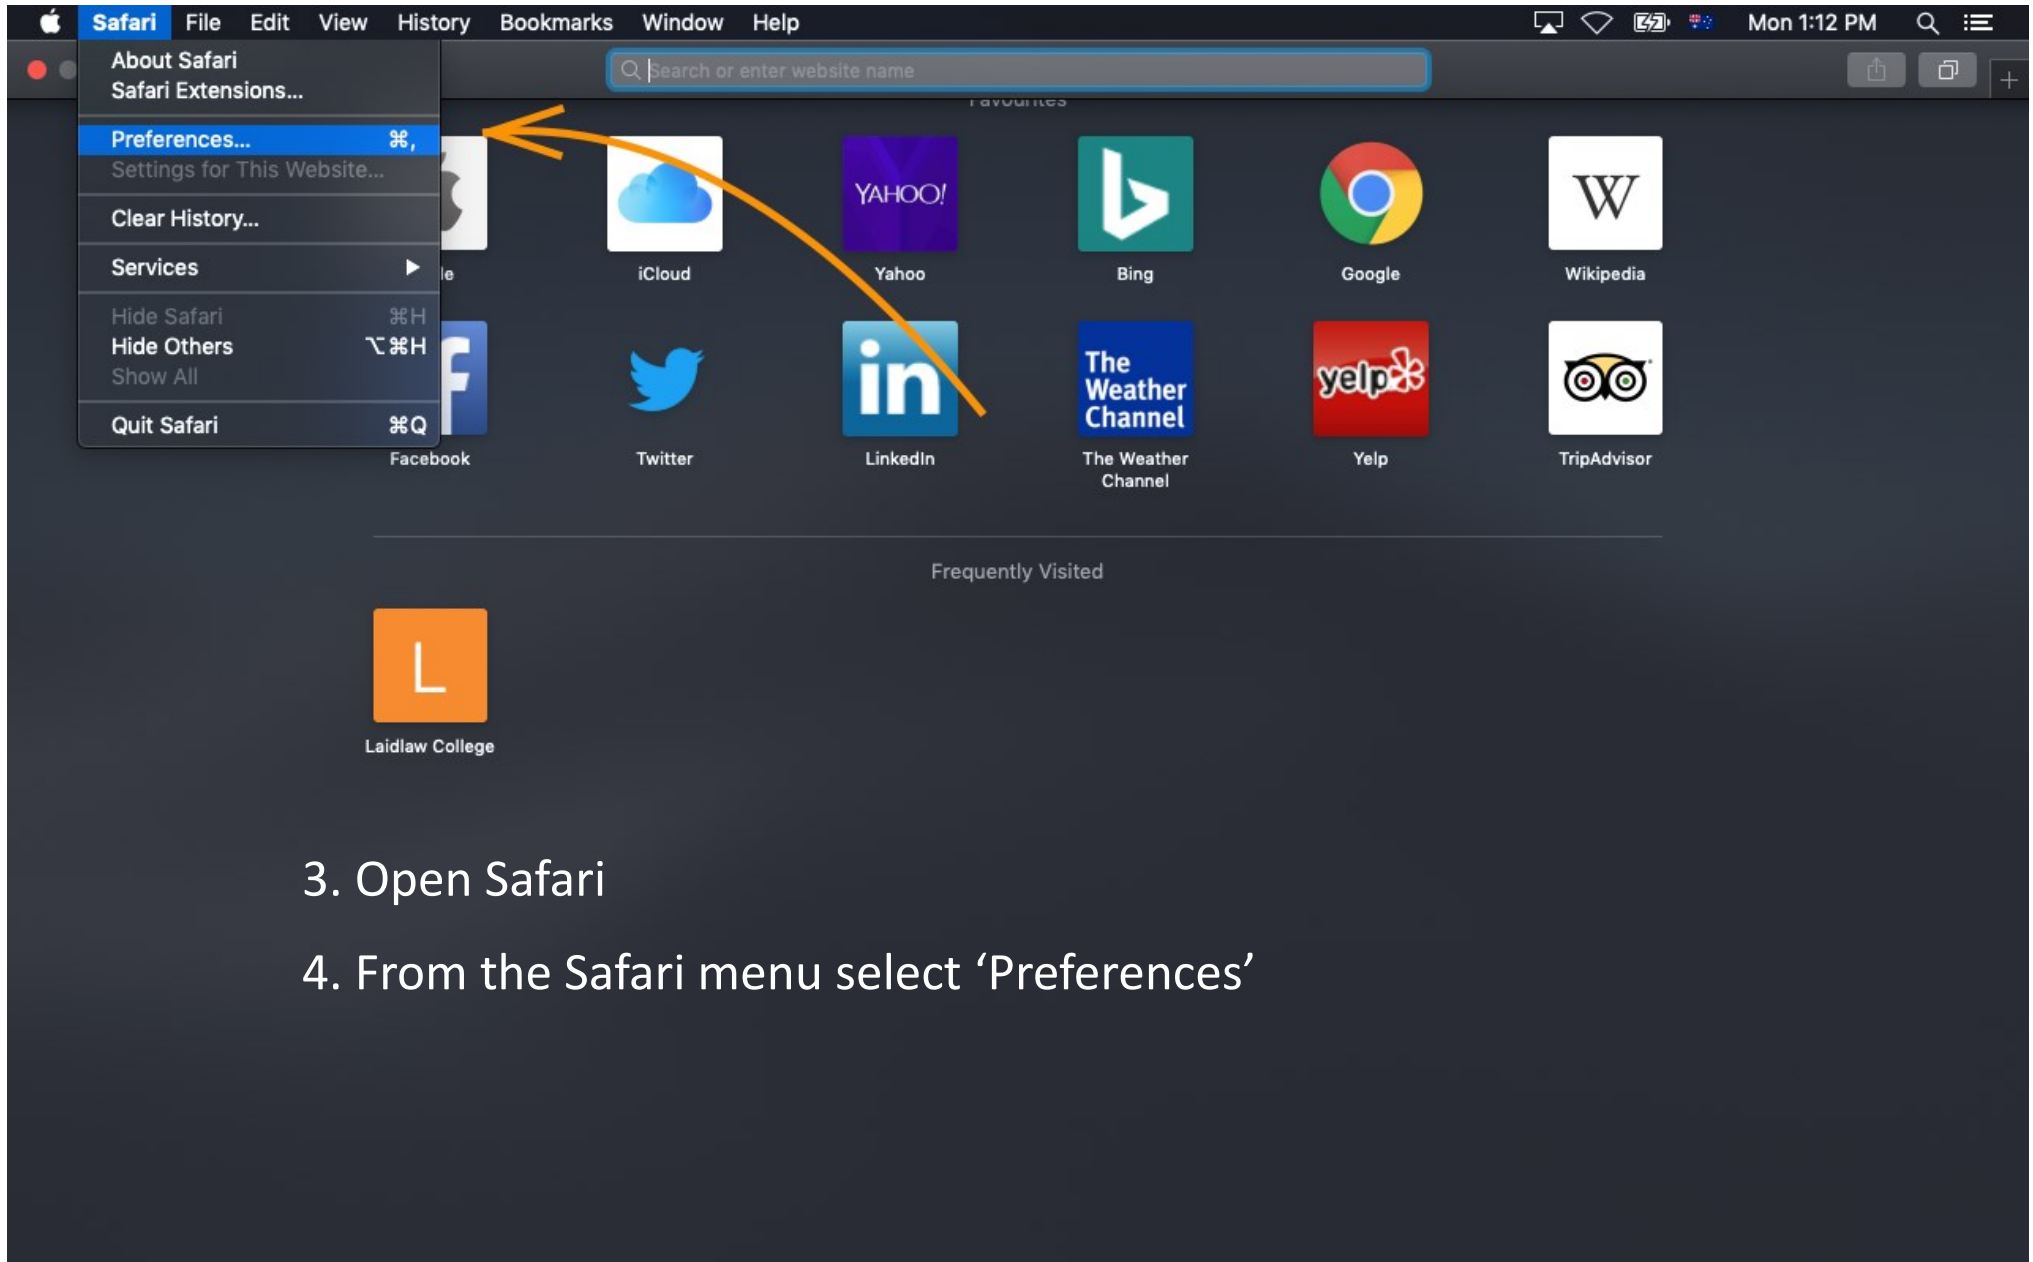 Safari File Edit View History Bookmarks Window Help Mon 1:12 PM
About Safari
Safari Extensions...
Search or enter website name
Favourites
Preferences... ⌘,
Settings for This Website...
Clear History...
Services ▶
Hide Safari ⌘H
Hide Others ⌥⌘H
Show All
Quit Safari ⌘Q
YAHOO!
W
le
iCloud
Yahoo
Bing
Google
Wikipedia
f
in
The
Weather
Channel
yelp
Facebook
Twitter
LinkedIn
The Weather
Channel
Yelp
TripAdvisor
Frequently Visited
L
Laidlaw College
3. Open Safari
4. From the Safari menu select ‘Preferences’